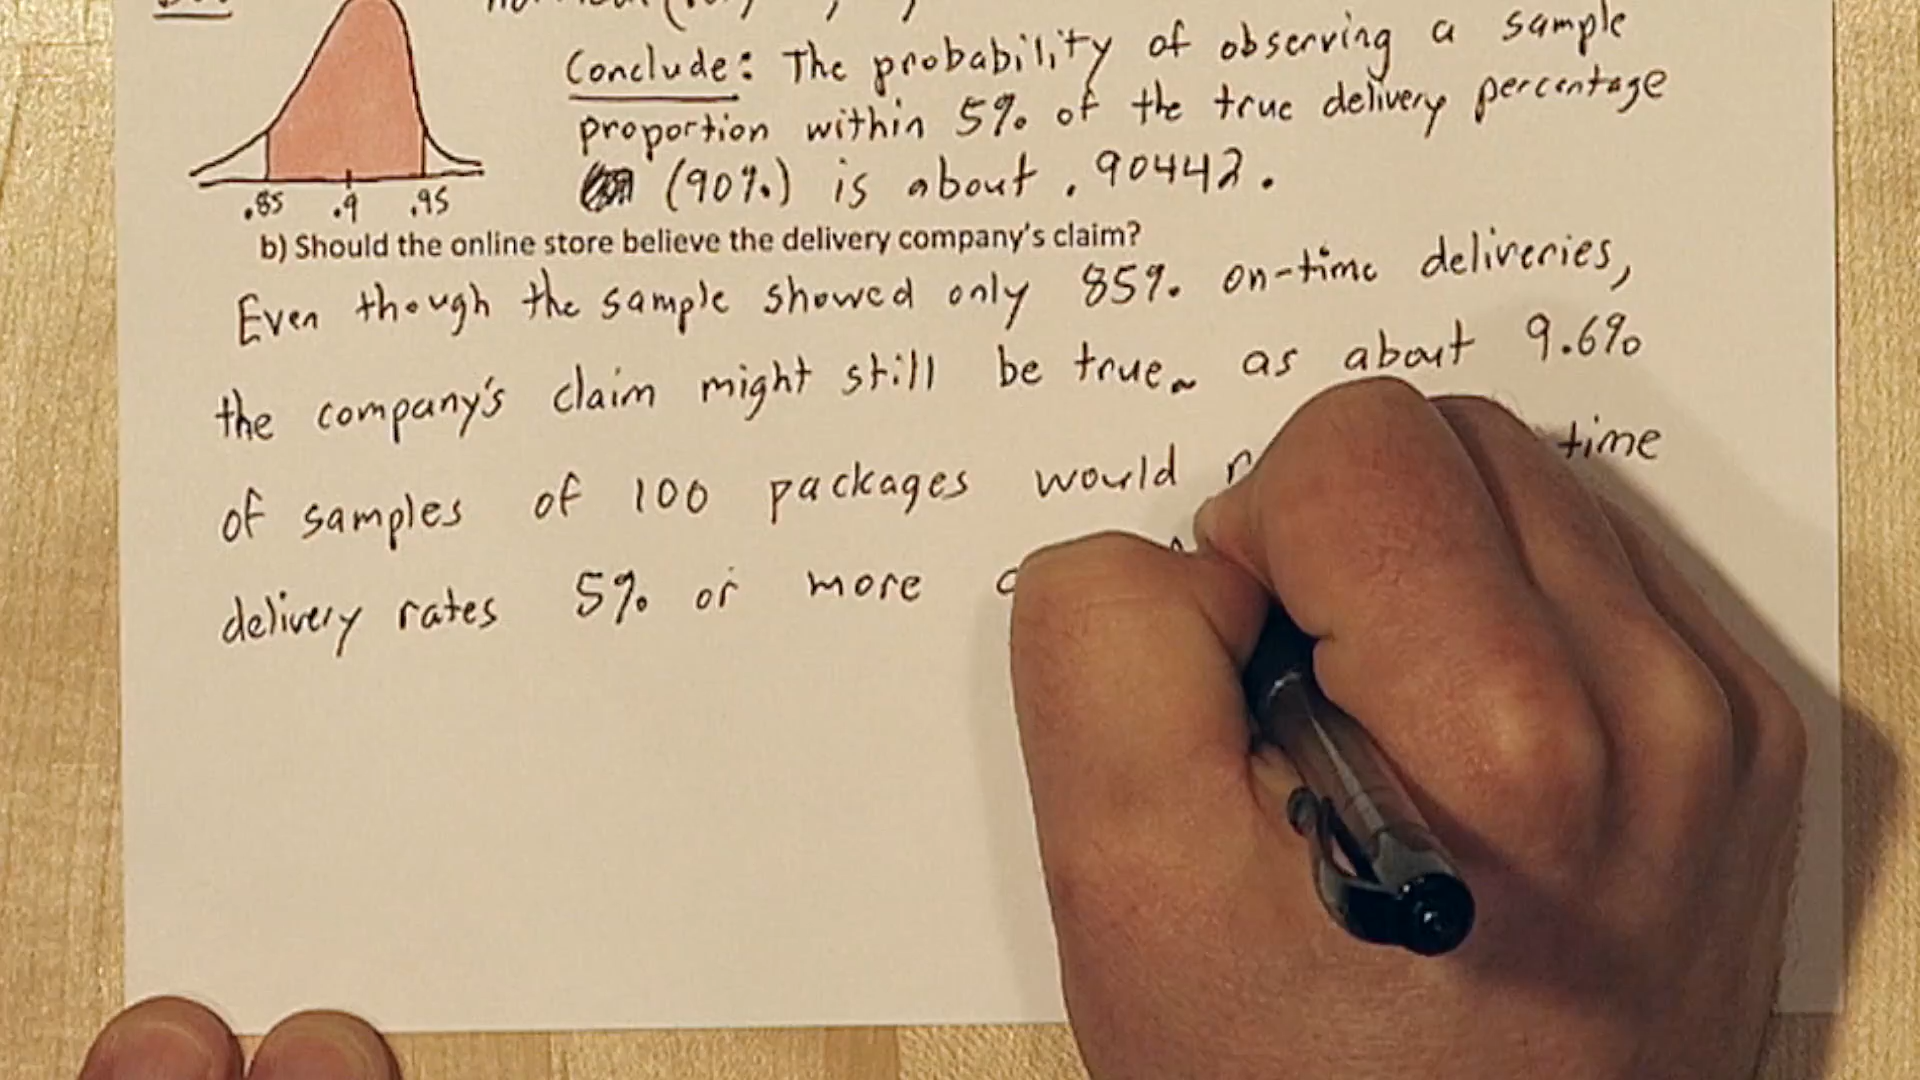 Conclude: The probability of observing a sample
proportion within 5% of the true delivery percentage
(90%) is about .90442.
.85 .9 .95
b) Should the online store believe the delivery company's claim?
Even though the sample showed only 85% on-time deliveries,
the company's claim might still be true as about 9.6%
of samples of 100 packages would time
delivery rates 5% or more